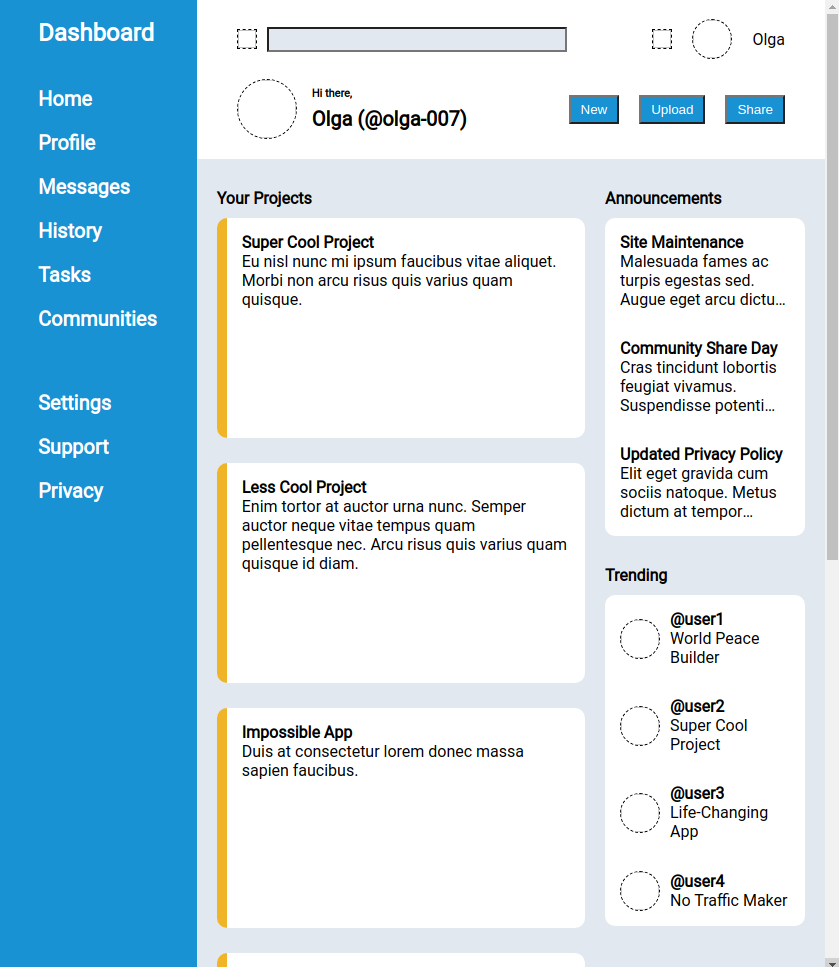 Dashboard
Home
Profile
Messages
History
Tasks
Communities
Settings
Support
Privacy
Olga
Hi there,
Olga (@olga-007)
New
Upload
Share
Your Projects
Super Cool Project
Eu nisl nunc mi ipsum faucibus vitae aliquet.
Morbi non arcu risus quis varius quam
quisque.
Less Cool Project
Enim tortor at auctor urna nunc. Semper
auctor neque vitae tempus quam
pellentesque nec. Arcu risus quis varius quam
quisque id diam.
Impossible App
Duis at consectetur lorem donec massa
sapien faucibus.
Announcements
Site Maintenance
Malesuada fames ac
turpis egestas sed.
Augue eget arcu dictu…
Community Share Day
Cras tincidunt lobortis
feugiat vivamus.
Suspendisse potenti…
Updated Privacy Policy
Elit eget gravida cum
sociis natoque. Metus
dictum at tempor…
Trending
@user1
World Peace
Builder
@user2
Super Cool
Project
@user3
Life-Changing
App
@user4
No Traffic Maker